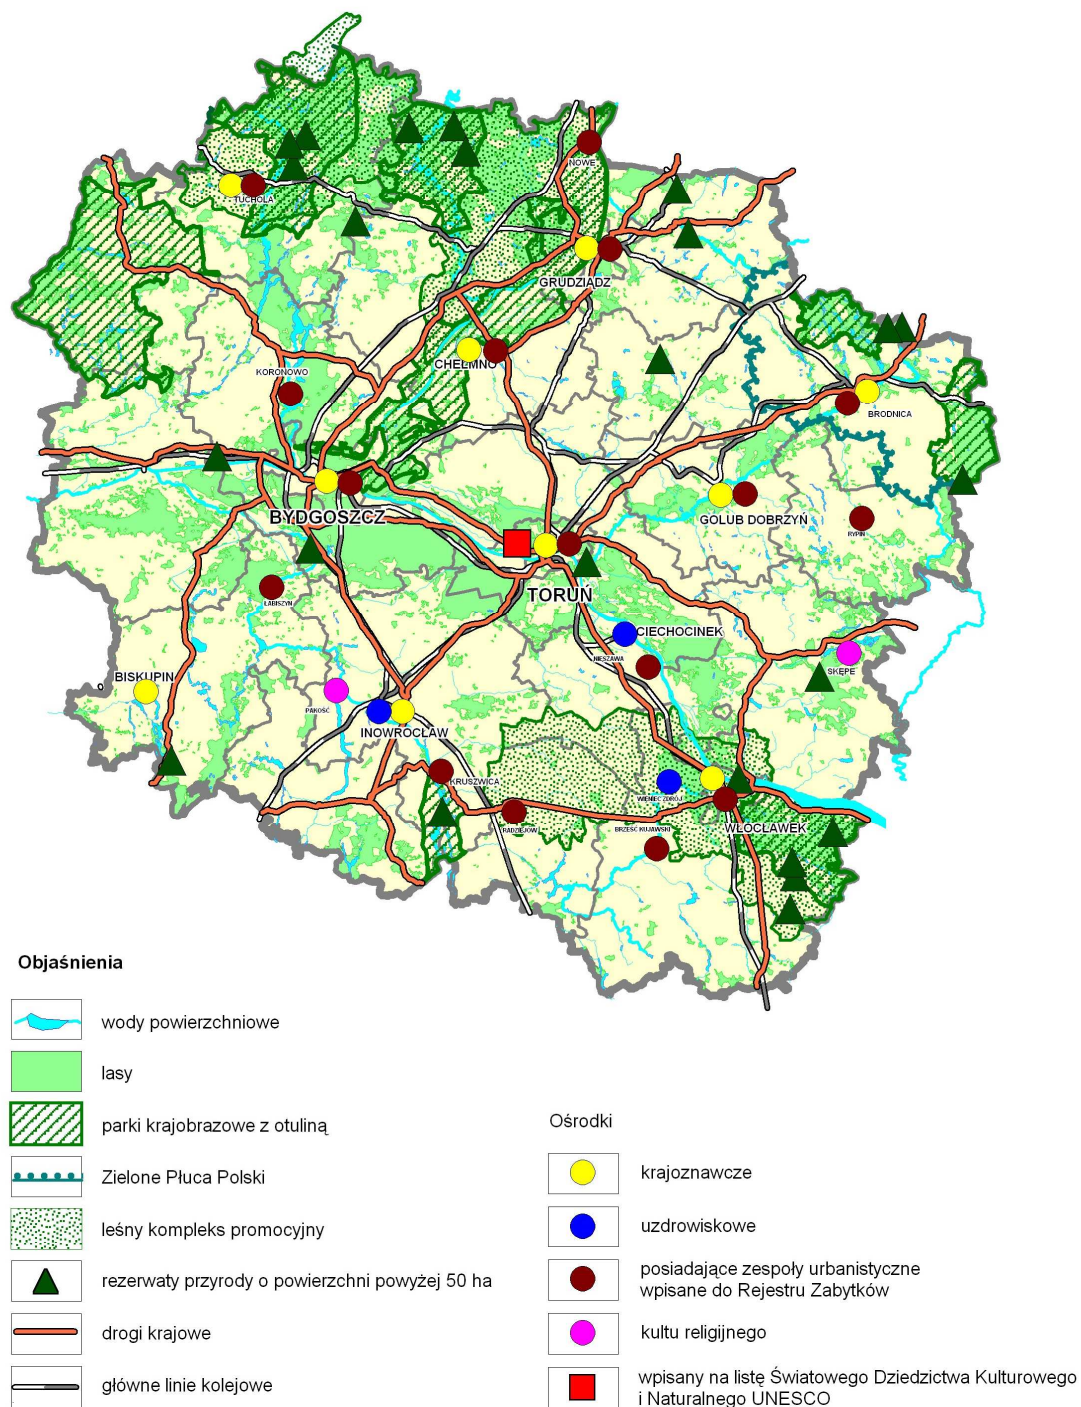 NOWE
TUCHOLA
GRUDZIADZ
CHEŁMNO
KORONOWO
BRODNICA
BYDGOSZCZ
GOLUB DOBRZYŃ
RYPIN
ŁABISZYN
TORUŃ
CIECHOCINEK
NIESZAWA
SKĘPE
BISKUPIN
PAKOŚĆ
INOWROCŁAW
KRUSZWICA
WIENIEC ZDRÓJ
RADZIEJÓW
BRZEŚĆ KUJAWSKI
WŁOCŁAWEK
Objaśnienia
wody powierzchniowe
lasy
parki krajobrazowe z otuliną
Zielone Płuca Polski
leśny kompleks promocyjny
rezerwaty przyrody o powierzchni powyżej 50 ha
drogi krajowe
główne linie kolejowe
Ośrodki
krajoznawcze
uzdrowiskowe
posiadające zespoły urbanistyczne
wpisane do Rejestru Zabytków
kultu religijnego
wpisany na listę Światowego Dziedzictwa Kulturowego
i Naturalnego UNESCO